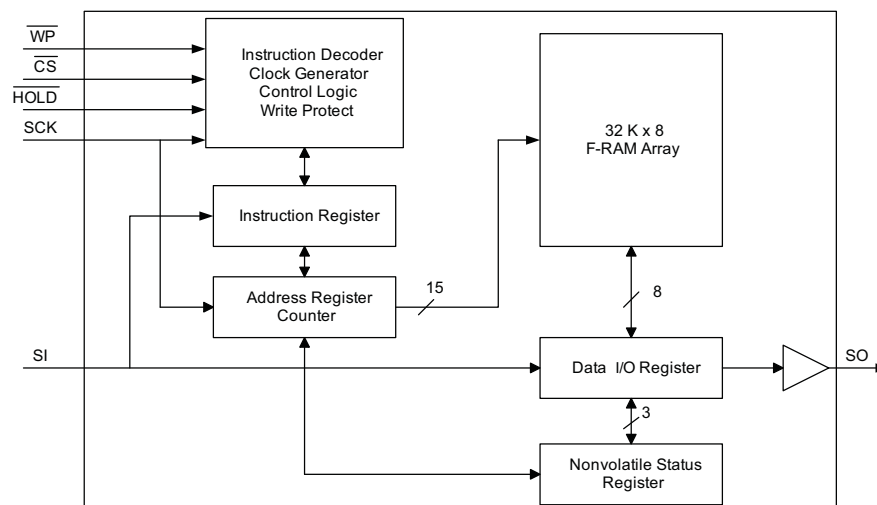 WP
CS
HOLD
SCK
Instruction Decoder
Clock Generator
Control Logic
Write Protect
32 K x 8
F-RAM Array
Instruction Register
Address Register
Counter
15
8
SI
Data I/O Register
SO
3
Nonvolatile Status
Register